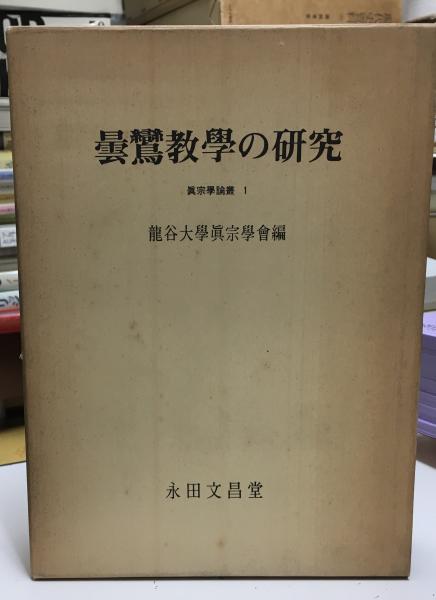 曇鸞教學の研究
眞宗學論叢 1
龍谷大學眞宗學會編
永田文昌堂